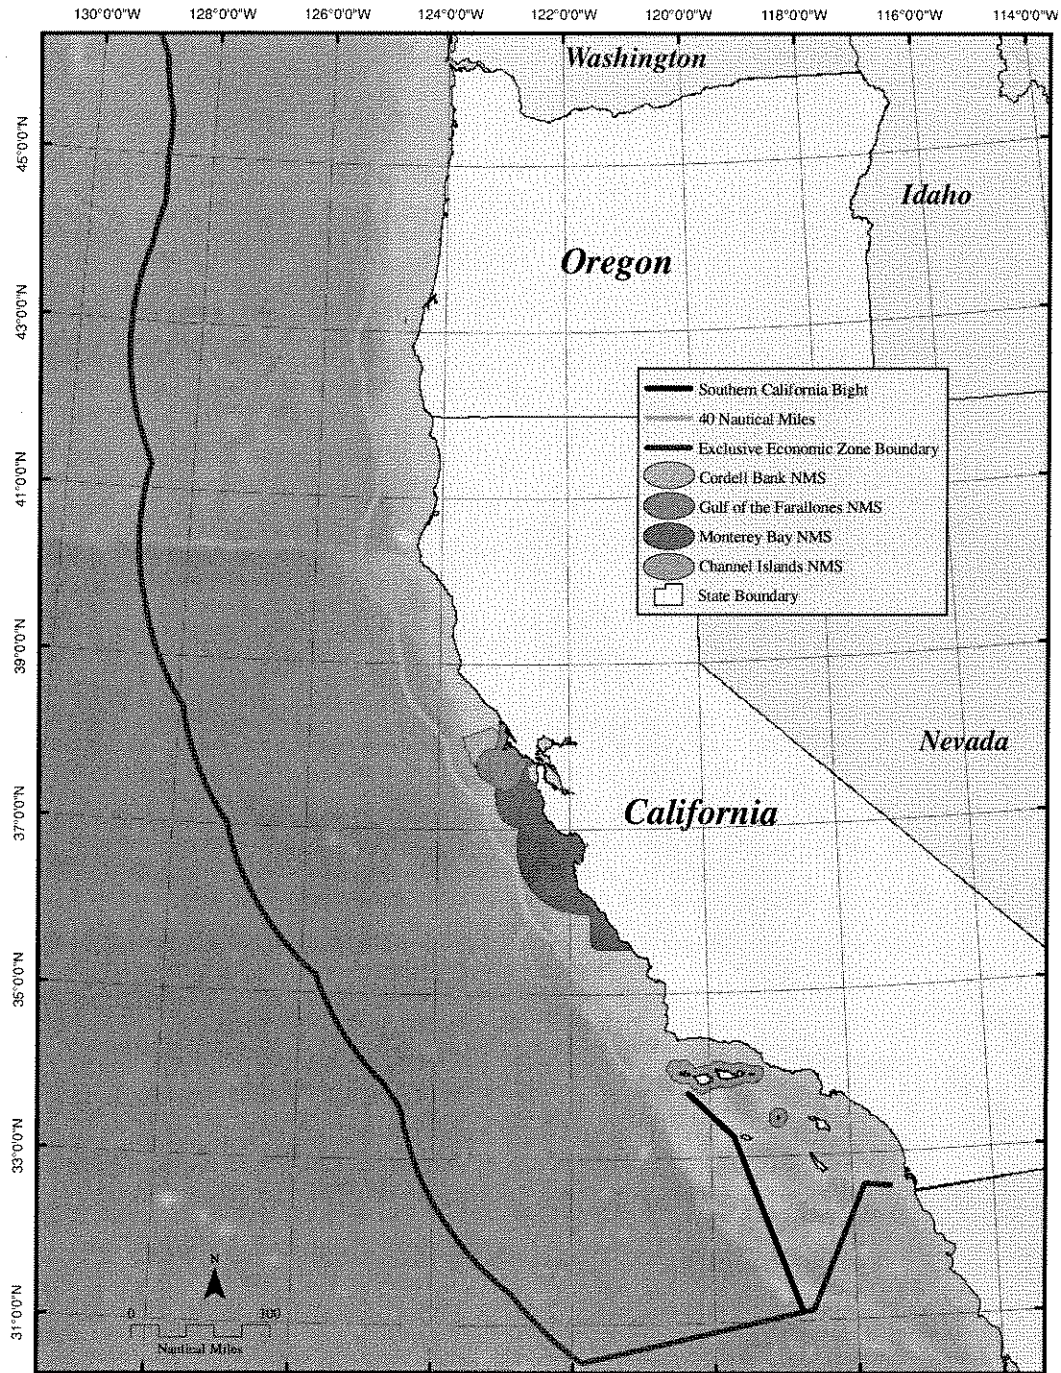 130°0'0"W 128°0'0"W 126°0'0"W 124°0'0"W 122°0'0"W 120°0'0"W 118°0'0"W 116°0'0"W 114°0'0"W
Washington
45°0'0"N
Idaho
Oregon
43°0'0"N
Southern California Bight
40 Nautical Miles
Exclusive Economic Zone Boundary
41°0'0"N
Cordell Bank NMS
Gulf of the Farallones NMS
Monterey Bay NMS
Channel Islands NMS
State Boundary
39°0'0"N
Nevada
37°0'0"N
California
35°0'0"N
33°0'0"N
N
31°0'0"N
0 100
Nautical Miles